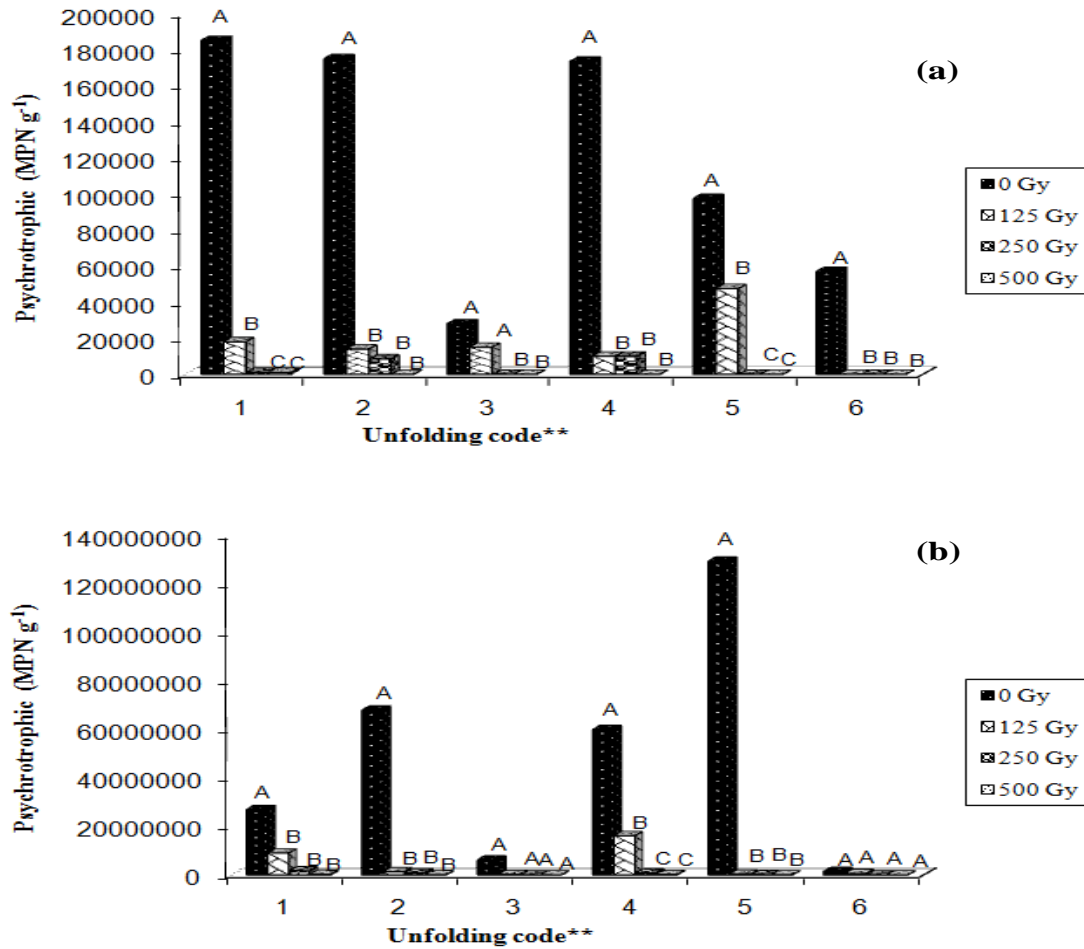 200000
180000
160000
140000
120000
100000
80000
60000
40000
20000
0
Psychrotrophic (MPN g-1)
A
B
C C
A
B
B
B
A
A
B B
A
B B
B
A
B
C C
A
B B B
(a)
0 Gy
125 Gy
250 Gy
500 Gy
1 2 3 4 5 6
Unfolding code**
140000000
120000000
100000000
80000000
60000000
40000000
20000000
0
Psychrotrophic (MPN g-1)
A
B
B B
A
B B B
A
A A A
A
B
C C
A
B B B
A A A A
(b)
0 Gy
125 Gy
250 Gy
500 Gy
1 2 3 4 5 6
Unfolding code**